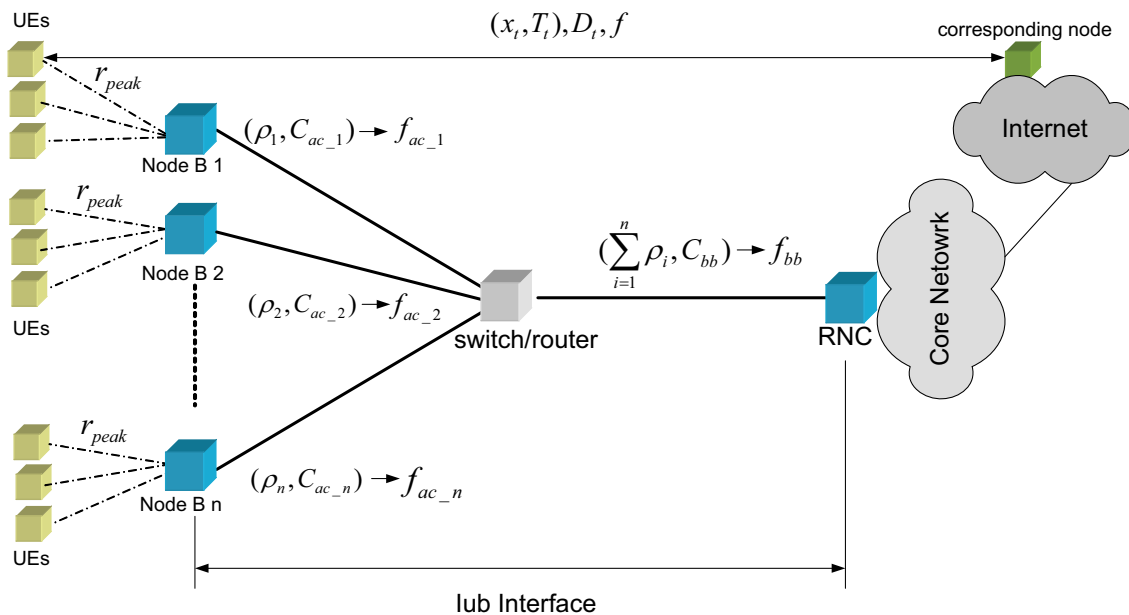 UEs
(x_t, T_t), D_t, f
corresponding node
r_peak
Internet
(ρ_1, C_ac_1) → f_ac_1
Node B 1
r_peak
(∑_{i=1}^{n} ρ_i, C_bb) → f_bb
Node B 2
(ρ_2, C_ac_2) → f_ac_2
UEs
switch/router
RNC
Core Netowrk
r_peak
(ρ_n, C_ac_n) → f_ac_n
Node B n
UEs
Iub Interface